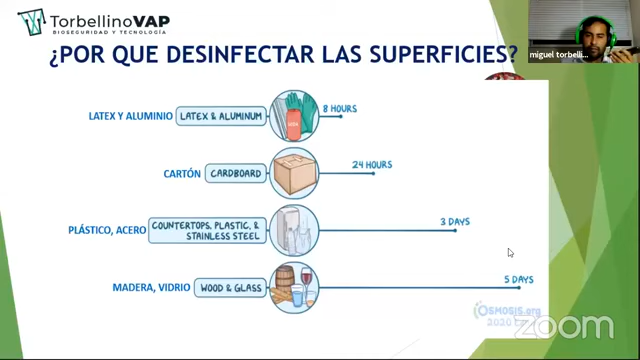 TorbellinoVAP
BIOSEGURIDAD Y TECNOLOGÍA
¿POR QUE DESINFECTAR LAS SUPERFICIES?
miguel torbelli...
LATEX Y ALUMINIO
LATEX & ALUMINUM
8 HOURS
CARTÓN
CARDBOARD
24 HOURS
PLÁSTICO, ACERO
COUNTERTOPS, PLASTIC, &
STAINLESS STEEL
3 DAYS
MADERA, VIDRIO
WOOD & GLASS
5 DAYS
OSMOSIS.org
2020
zoom